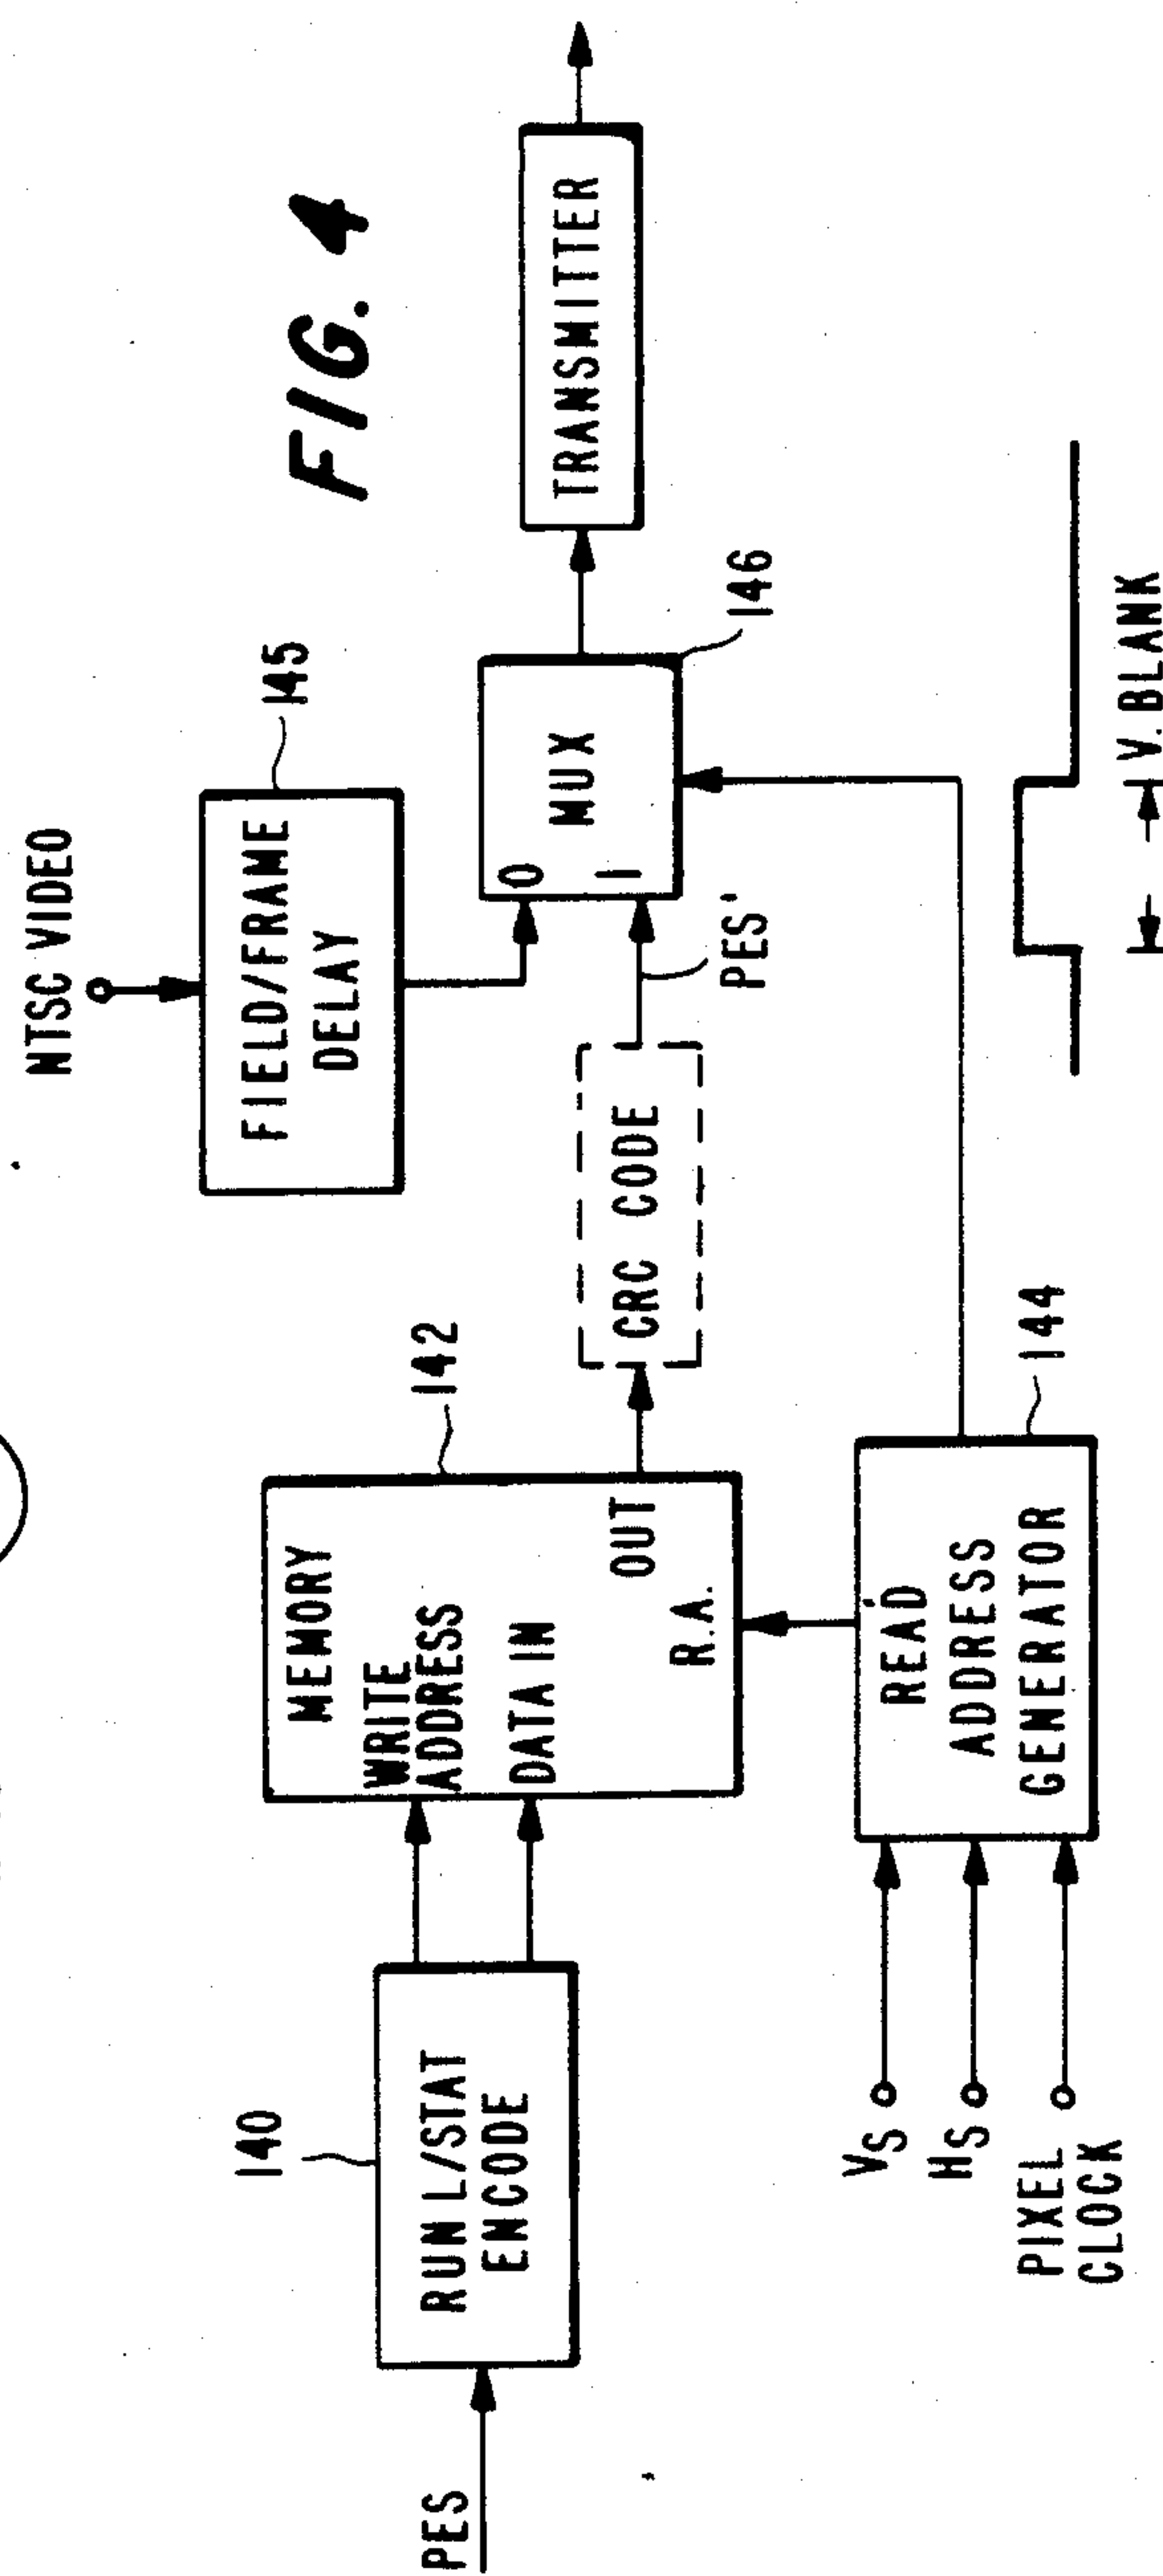 FIG. 4
NTSC VIDEO
FIELD/FRAME
DELAY
145
PES
140
RUN L/STAT
ENCODE
MEMORY
WRITE
ADDRESS
DATA IN
OUT
R.A.
142
CRC CODE
PES'
0
1
MUX
146
TRANSMITTER
VS
HS
PIXEL
CLOCK
READ
ADDRESS
GENERATOR
144
V. BLANK